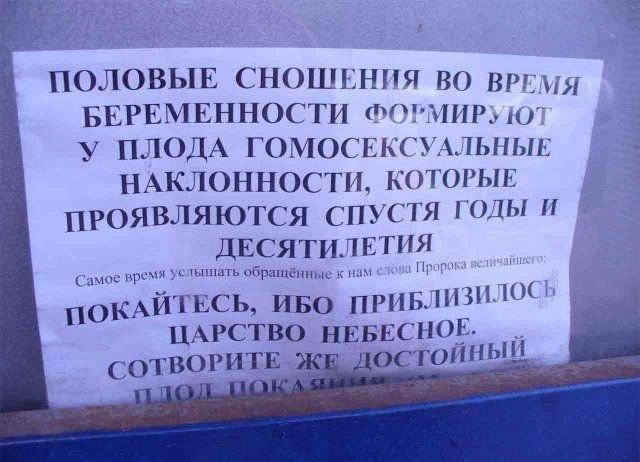 ПОЛОВЫЕ СНОШЕНИЯ ВО ВРЕМЯ
БЕРЕМЕННОСТИ ФОРМИРУЮТ
У ПЛОДА ГОМОСЕКСУАЛЬНЫЕ
НАКЛОННОСТИ, КОТОРЫЕ
ПРОЯВЛЯЮТСЯ СПУСТЯ ГОДЫ И
ДЕСЯТИЛЕТИЯ
Самое время услышать обращённые к нам слова Пророка величайшего:
ПОКАЙТЕСЬ, ИБО ПРИБЛИЗИЛОСЬ
ЦАРСТВО НЕБЕСНОЕ.
СОТВОРИТЕ ЖЕ ДОСТОЙНЫЙ
ПЛОД ПОКАЯНИЯ